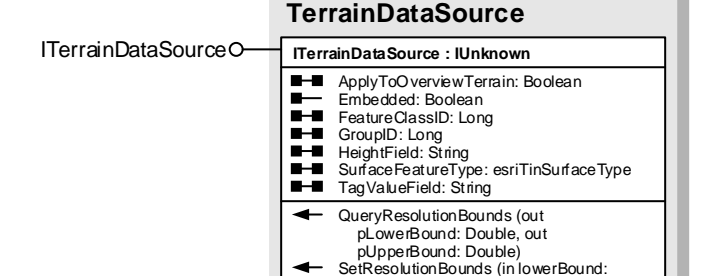 TerrainDataSource
ITerrainDataSource
ITerrainDataSource : IUnknown
ApplyToOverviewTerrain: Boolean
Embedded: Boolean
FeatureClassID: Long
GroupID: Long
HeightField: String
SurfaceFeatureType: esriTinSurfaceType
TagValueField: String
QueryResolutionBounds (out
pLowerBound: Double, out
pUpperBound: Double)
SetResolutionBounds (in lowerBound: